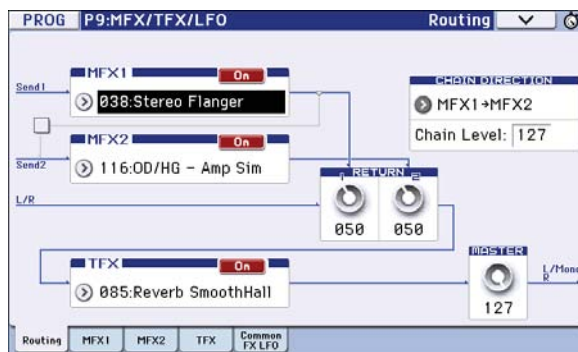 PROG P9:MFX/TFX/LFO Routing
MFX1 On
Send1
038:Stereo Flanger
CHAIN DIRECTION
MFX1→MFX2
Chain Level: 127
MFX2
Send2
116:OD/HG - Amp Sim
L/R
RETURN
1 2
050 050
TFX On
085:Reverb SmoothHall
MASTER
127
L/Mono
R
Routing MFX1 MFX2 TFX Common FX LFO